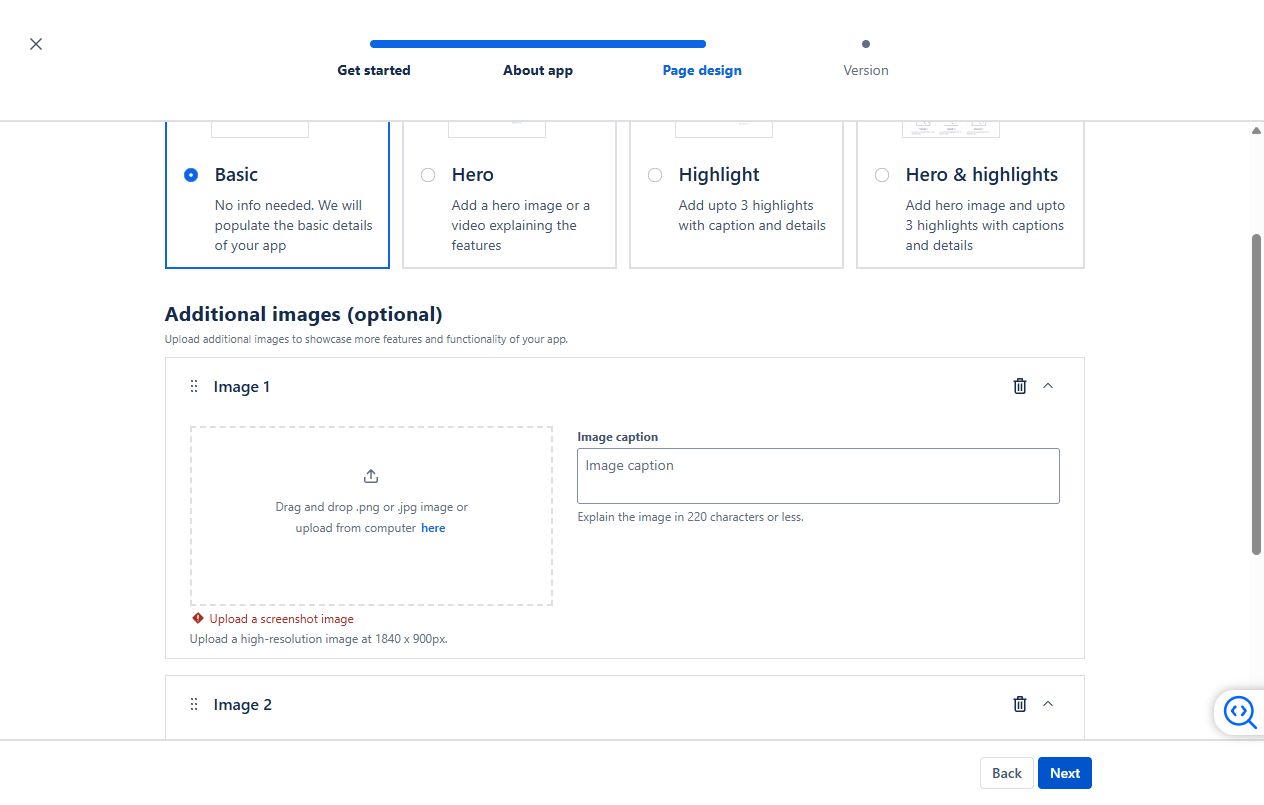 Get started
About app
Page design
Version
Basic
No info needed. We will
populate the basic details
of your app
Hero
Add a hero image or a
video explaining the
features
Highlight
Add upto 3 highlights
with caption and details
Hero & highlights
Add hero image and upto
3 highlights with captions
and details
Additional images (optional)
Upload additional images to showcase more features and functionality of your app.
Image 1
Drag and drop .png or .jpg image or
upload from computer here
Upload a screenshot image
Upload a high-resolution image at 1840 x 900px.
Image caption
Image caption
Explain the image in 220 characters or less.
Image 2
Back
Next